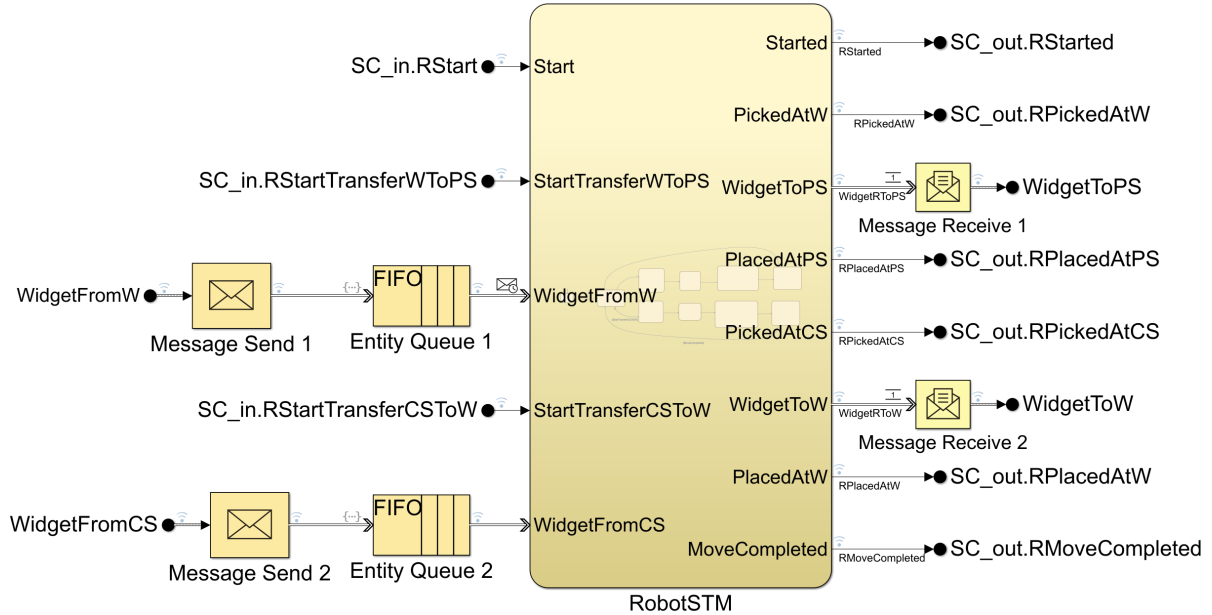 Started
RStarted
SC_out.RStarted
SC_in.RStart
Start
PickedAtW
RPickedAtW
SC_out.RPickedAtW
SC_in.RStartTransferWToPS
StartTransferWToPS
WidgetToPS
WidgetRToPS
1
WidgetToPS
Message Receive 1
PlacedAtPS
RPlacedAtPS
SC_out.RPlacedAtPS
WidgetFromW
Message Send 1
{···}
FIFO
Entity Queue 1
WidgetFromW
PickedAtCS
RPickedAtCS
SC_out.RPickedAtCS
SC_in.RStartTransferCSToW
StartTransferCSToW
WidgetToW
WidgetRToW
1
WidgetToW
Message Receive 2
PlacedAtW
RPlacedAtW
SC_out.RPlacedAtW
WidgetFromCS
Message Send 2
{···}
FIFO
Entity Queue 2
WidgetFromCS
MoveCompleted
RMoveCompleted
SC_out.RMoveCompleted
RobotSTM